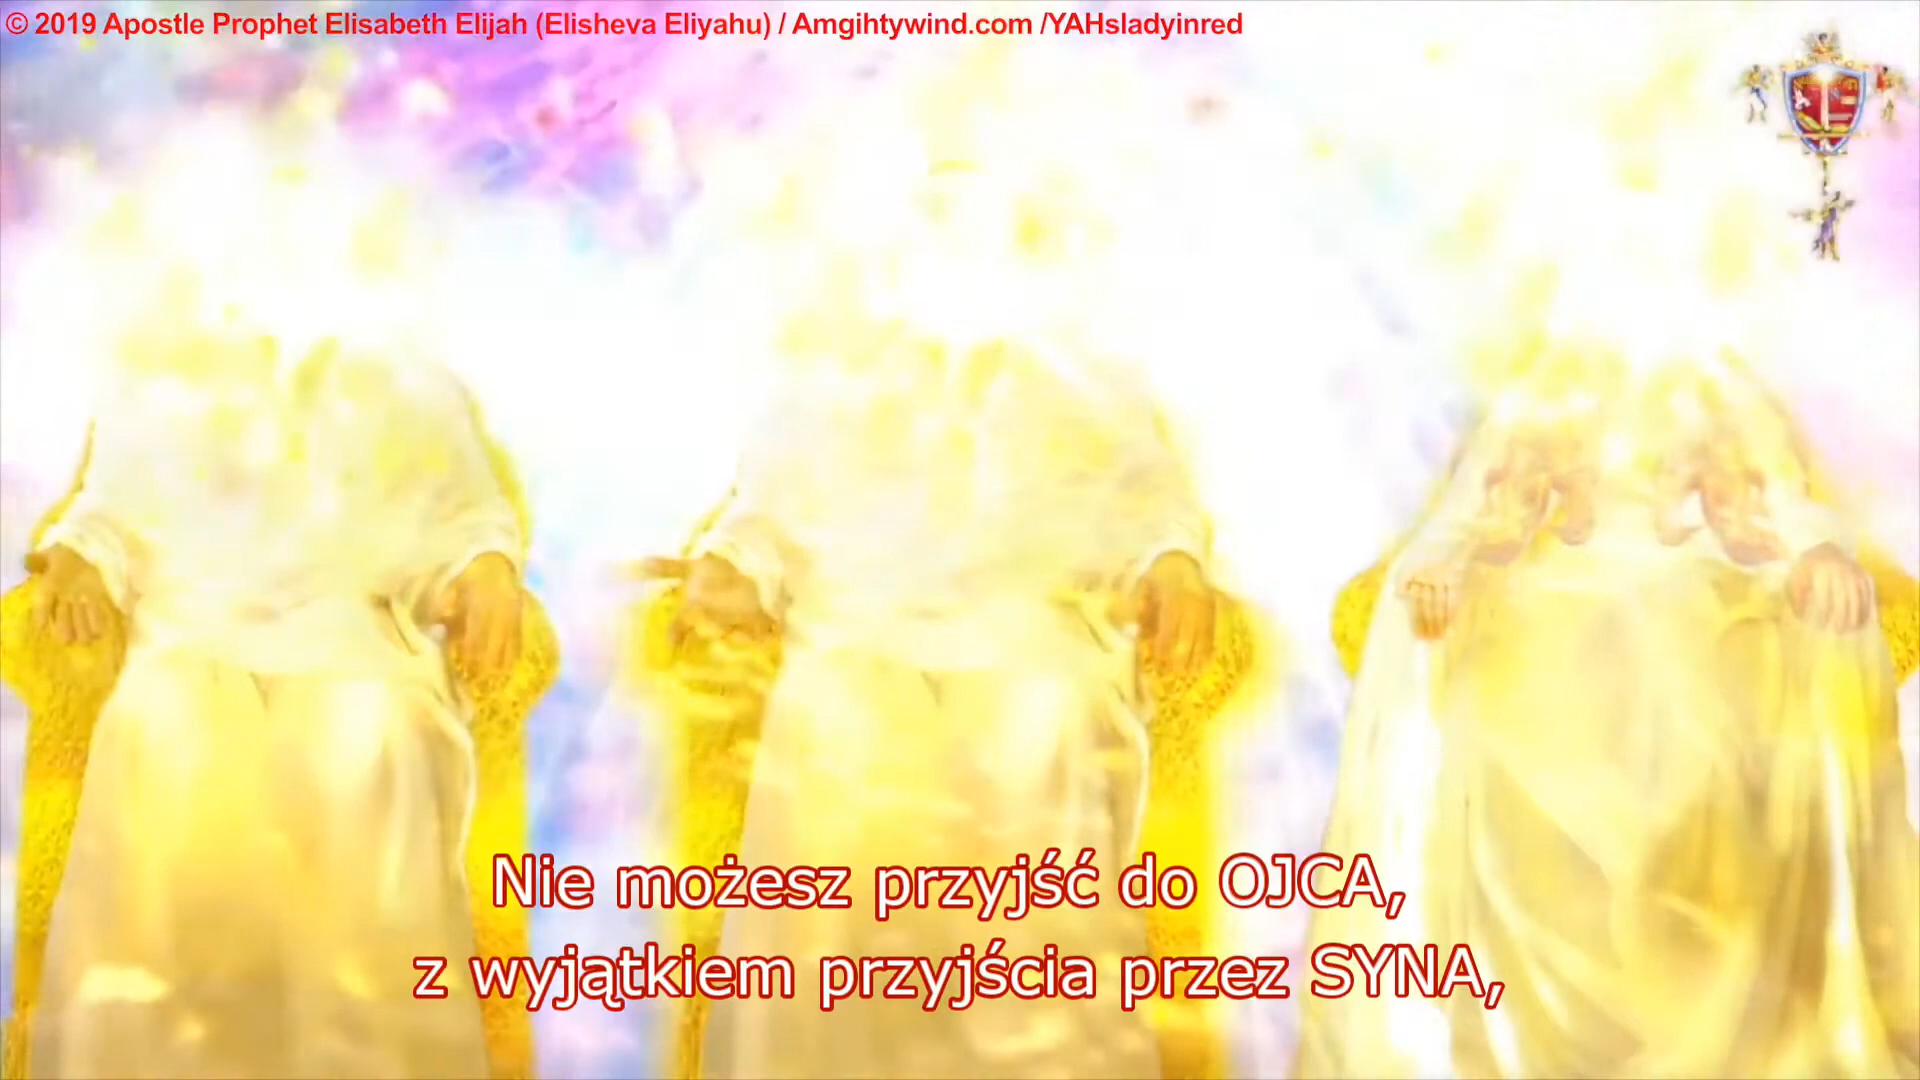 © 2019 Apostle Prophet Elisabeth Elijah (Elisheva Eliyahu) / Amgihtywind.com /YAHsladyinred
Nie możesz przyjść do OJCA,
z wyjątkiem przyjścia przez SYNA,